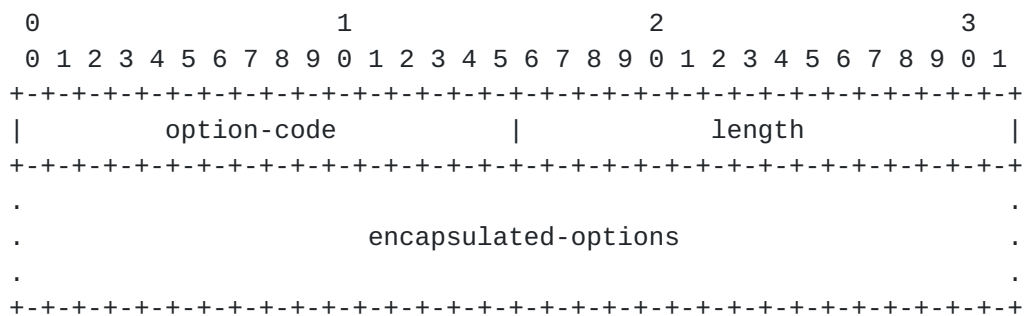 0                   1                   2                   3
 0 1 2 3 4 5 6 7 8 9 0 1 2 3 4 5 6 7 8 9 0 1 2 3 4 5 6 7 8 9 0 1
+-+-+-+-+-+-+-+-+-+-+-+-+-+-+-+-+-+-+-+-+-+-+-+-+-+-+-+-+-+-+-+-+
|         option-code           |            length             |
+-+-+-+-+-+-+-+-+-+-+-+-+-+-+-+-+-+-+-+-+-+-+-+-+-+-+-+-+-+-+-+-+
.                                                               .
.                      encapsulated-options                     .
.                                                               .
+-+-+-+-+-+-+-+-+-+-+-+-+-+-+-+-+-+-+-+-+-+-+-+-+-+-+-+-+-+-+-+-+